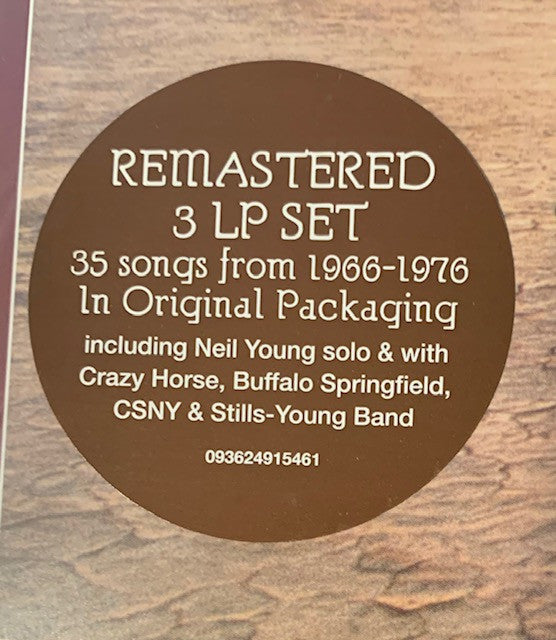 REMASTERED
3 LP SET
35 songs from 1966-1976
In Original Packaging
including Neil Young solo & with
Crazy Horse, Buffalo Springfield,
CSNY & Stills-Young Band
093624915461